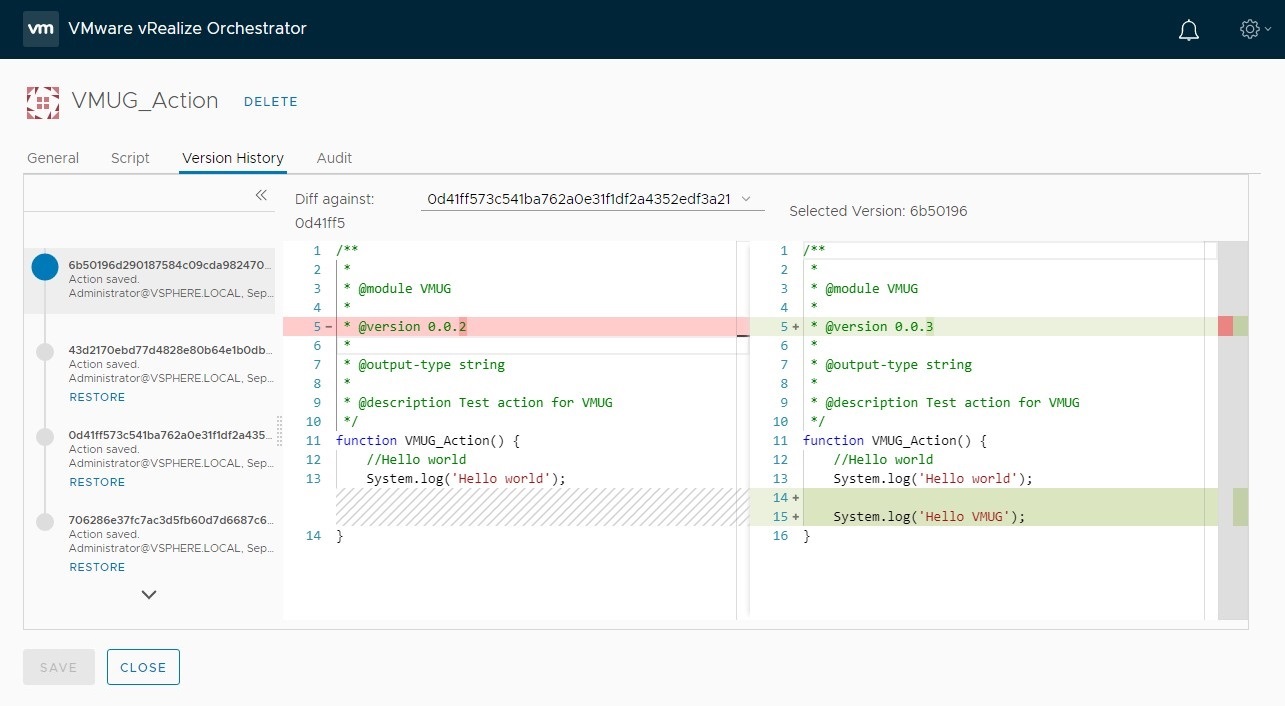 vm VMware vRealize Orchestrator
VMUG_Action DELETE
General Script Version History Audit
Diff against: 0d41ff573c541ba762a0e31f1df2a4352edf3a21
0d41ff5
Selected Version: 6b50196
6b50196d290187584c09cda982470...
Action saved.
Administrator@VSPHERE.LOCAL, Sep...
43d2170ebd77d4828e80b64e1b0db...
Action saved.
Administrator@VSPHERE.LOCAL, Sep...
RESTORE
0d41ff573c541ba762a0e31f1df2a435...
Action saved.
Administrator@VSPHERE.LOCAL, Sep...
RESTORE
706286e37fc7ac3d5fb60d7d6687c6...
Action saved.
Administrator@VSPHERE.LOCAL, Sep...
RESTORE
1 /**
2 *
3 * @module VMUG
4 *
5 - * @version 0.0.2
6 *
7 * @output-type string
8 *
9 * @description Test action for VMUG
10 */
11 function VMUG_Action() {
12 //Hello world
13 System.log('Hello world');
14 }
1 /**
2 *
3 * @module VMUG
4 *
5 + * @version 0.0.3
6 *
7 * @output-type string
8 *
9 * @description Test action for VMUG
10 */
11 function VMUG_Action() {
12 //Hello world
13 System.log('Hello world');
14 +
15 + System.log('Hello VMUG');
16 }
SAVE CLOSE